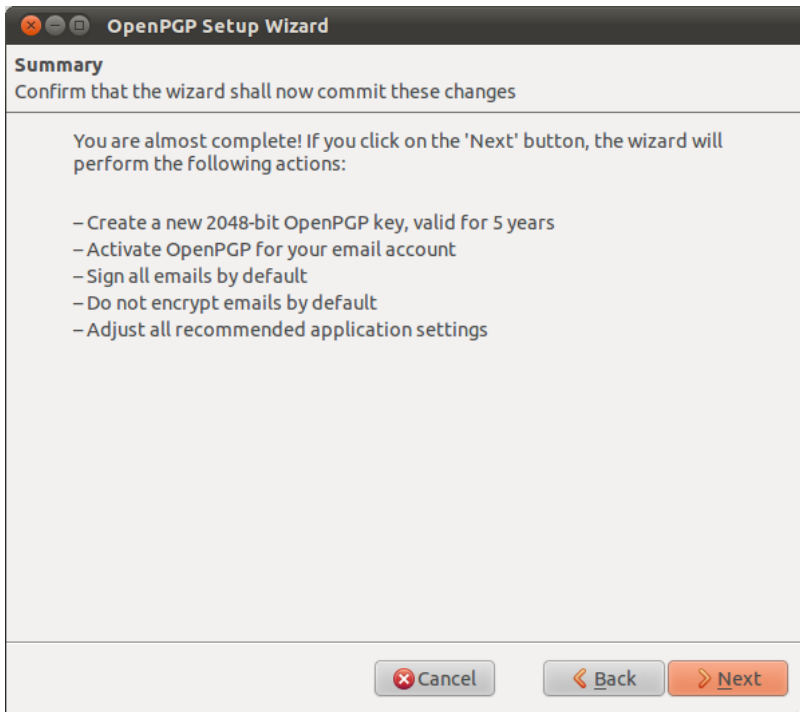 OpenPGP Setup Wizard
Summary
Confirm that the wizard shall now commit these changes
You are almost complete! If you click on the 'Next' button, the wizard will
perform the following actions:
– Create a new 2048-bit OpenPGP key, valid for 5 years
– Activate OpenPGP for your email account
– Sign all emails by default
– Do not encrypt emails by default
– Adjust all recommended application settings
Cancel
Back
Next